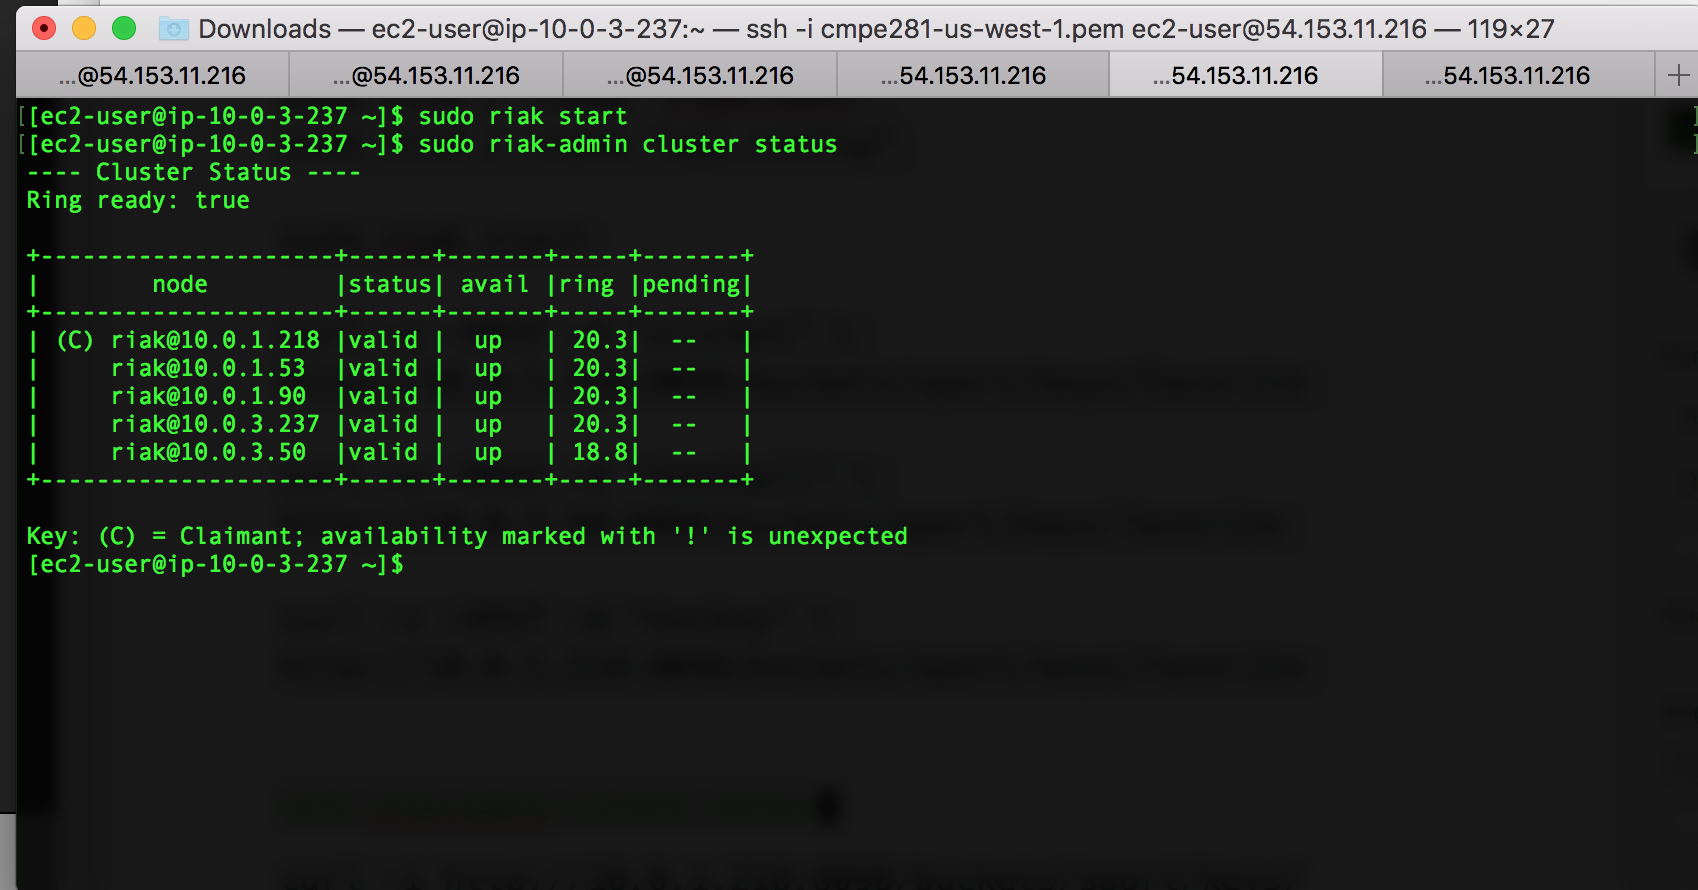 Downloads — ec2-user@ip-10-0-3-237:~ — ssh -i cmpe281-us-west-1.pem ec2-user@54.153.11.216 — 119×27
...@54.153.11.216 ...@54.153.11.216 ...@54.153.11.216 ...54.153.11.216 ...54.153.11.216 ...54.153.11.216 +
[[ec2-user@ip-10-0-3-237 ~]$ sudo riak start ]
[[ec2-user@ip-10-0-3-237 ~]$ sudo riak-admin cluster status ]
---- Cluster Status ----
Ring ready: true
+---------------------+------+-------+-----+-------+
|        node         |status| avail |ring |pending|
+---------------------+------+-------+-----+-------+
| (C) riak@10.0.1.218 |valid |  up   | 20.3|  --   |
|     riak@10.0.1.53  |valid |  up   | 20.3|  --   |
|     riak@10.0.1.90  |valid |  up   | 20.3|  --   |
|     riak@10.0.3.237 |valid |  up   | 20.3|  --   |
|     riak@10.0.3.50  |valid |  up   | 18.8|  --   |
+---------------------+------+-------+-----+-------+
Key: (C) = Claimant; availability marked with '!' is unexpected
[ec2-user@ip-10-0-3-237 ~]$